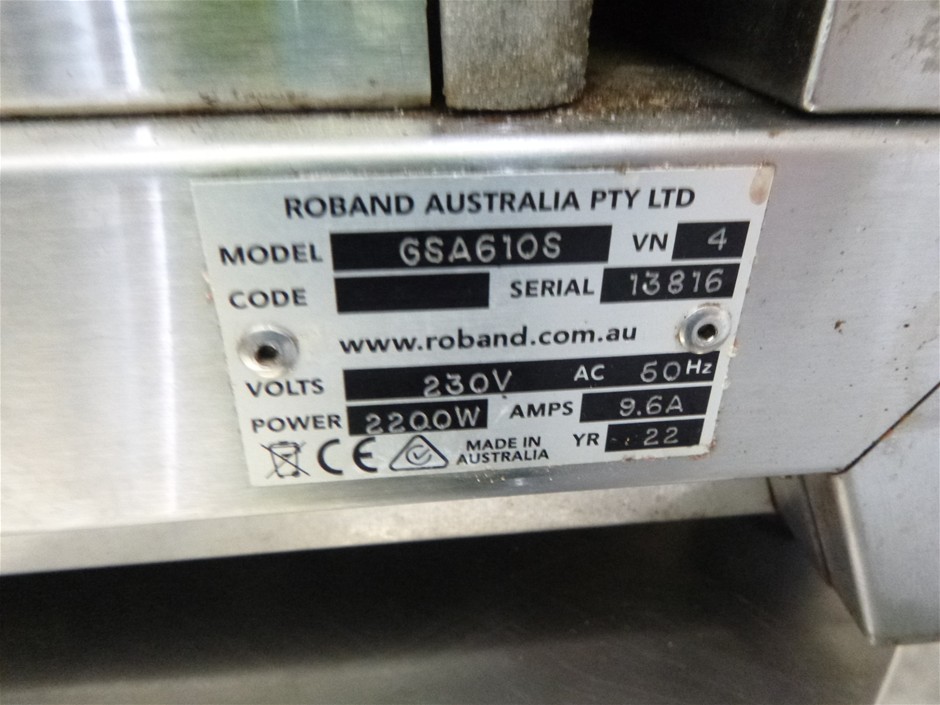 ROBAND AUSTRALIA PTY LTD
MODEL GSA610S VN 4
CODE SERIAL 13816
www.roband.com.au
VOLTS 230V AC 50Hz
POWER 2200W AMPS 9.6A
CE MADE IN AUSTRALIA YR 22